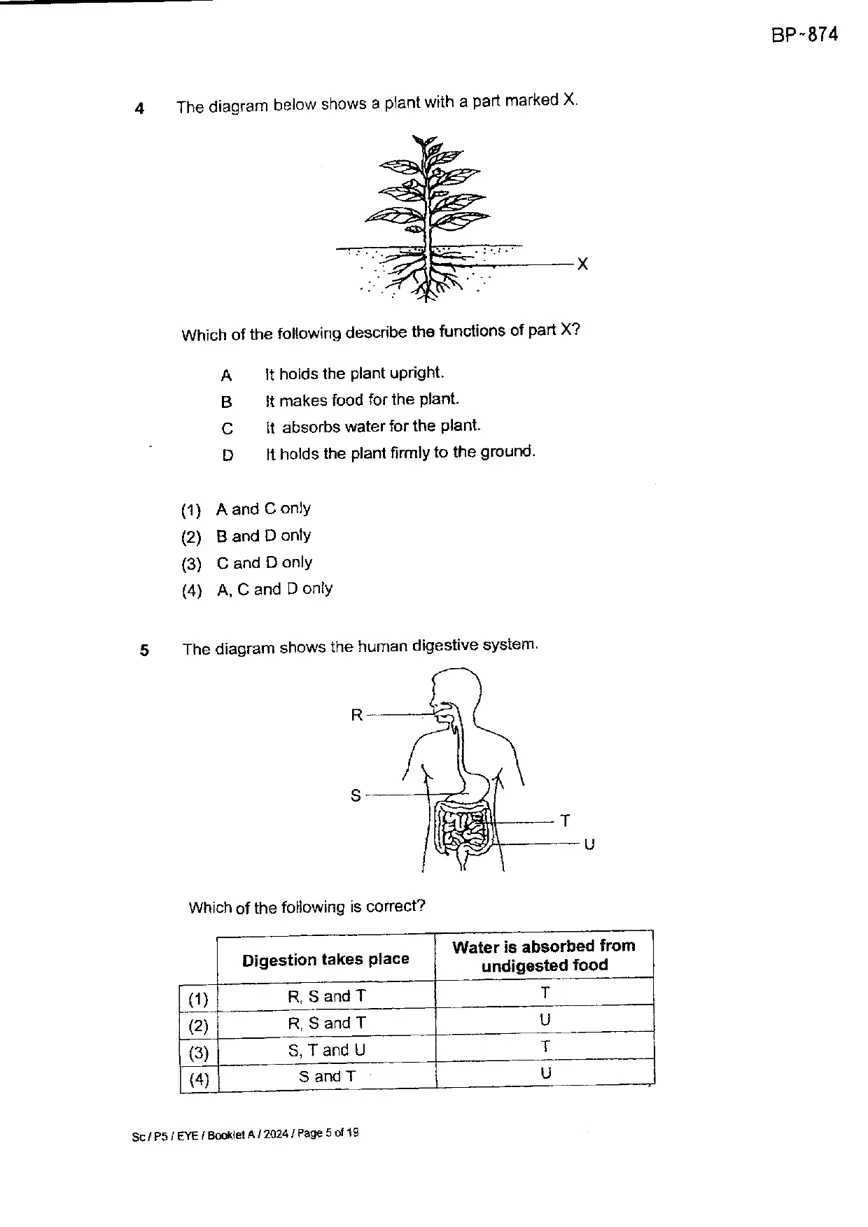 BP-874
4 The diagram below shows a plant with a part marked X.
X
Which of the following describe the functions of part X?
A It holds the plant upright.
B It makes food for the plant.
C It absorbs water for the plant.
D It holds the plant firmly to the ground.
(1) A and C only
(2) B and D only
(3) C and D only
(4) A, C and D only
5 The diagram shows the human digestive system.
R
S
T
U
Which of the following is correct?
Digestion takes place Water is absorbed from undigested food
(1) R, S and T T
(2) R, S and T U
(3) S, T and U T
(4) S and T U
Sc / P5 / EYE / Booklet A / 2024 / Page 5 of 19